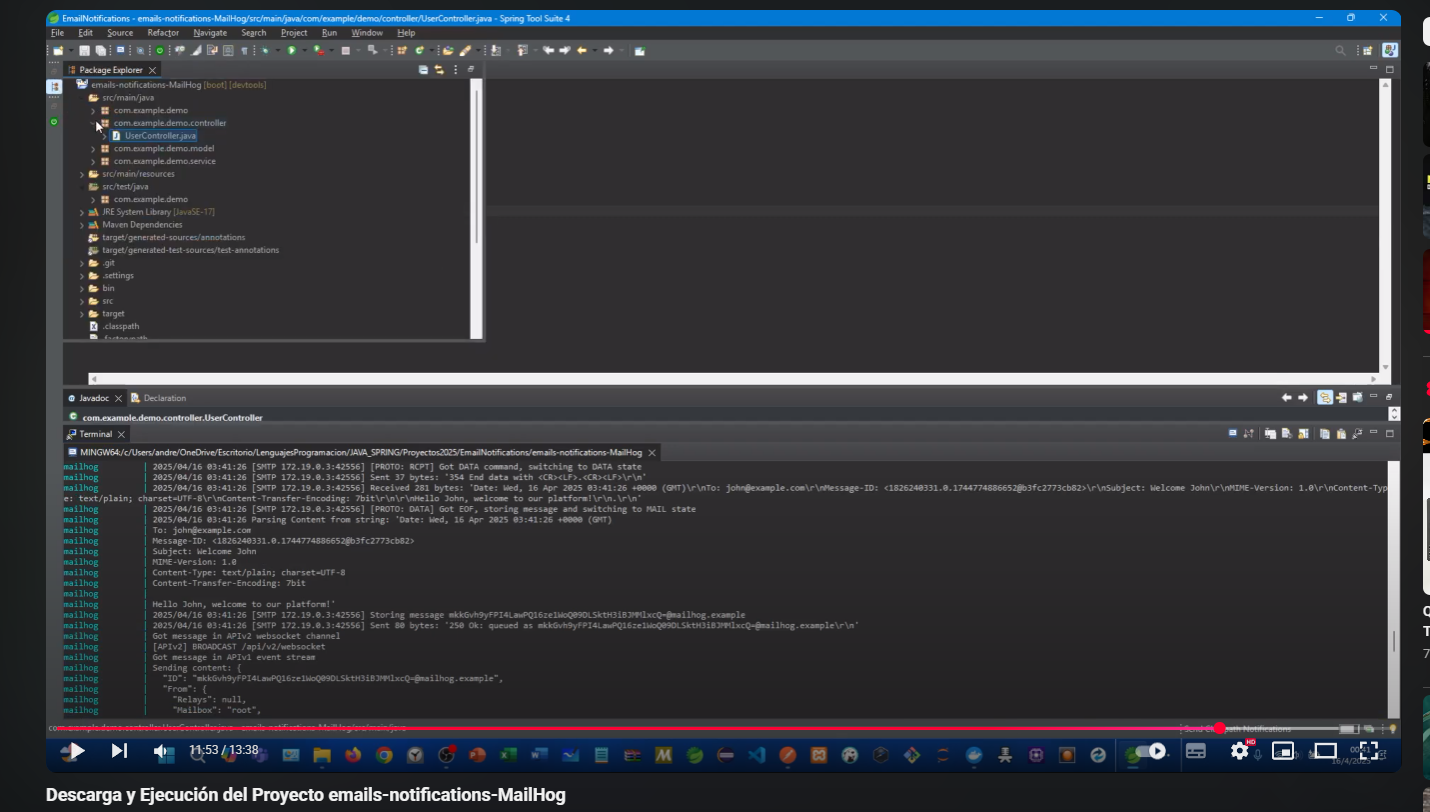 EmailNotifications - emails-notifications-MailHog/src/main/java/com/example/demo/controller/UserController.java - Spring Tool Suite 4
File Edit Source Refactor Navigate Search Project Run Window Help
Package Explorer
emails-notifications-MailHog [boot] [devtools]
src/main/java
com.example.demo
com.example.demo.controller
UserController.java
com.example.demo.model
com.example.demo.service
src/main/resources
src/test/java
com.example.demo
JRE System Library [JavaSE-17]
Maven Dependencies
target/generated-sources/annotations
target/generated-test-sources/test-annotations
.git
.settings
bin
src
target
.classpath
Javadoc Declaration
com.example.demo.controller.UserController
Terminal
MINGW64:/c/Users/andre/OneDrive/Escritorio/LenguajesProgramacion/JAVA_SPRING/Proyectos2025/EmailNotifications/emails-notifications-MailHog
mailhog | 2025/04/16 03:41:26 [SMTP 172.19.0.3:42556] [PROTO: RCPT] Got DATA command, switching to DATA state
mailhog | 2025/04/16 03:41:26 [SMTP 172.19.0.3:42556] Sent 37 bytes: '354 End data with <CR><LF>.<CR><LF>\r\n'
mailhog | 2025/04/16 03:41:26 [SMTP 172.19.0.3:42556] Received 281 bytes: 'Date: Wed, 16 Apr 2025 03:41:26 +0000 (GMT)\r\nTo: john@example.com\r\nMessage-ID: <1826240331.0.1744774886652@b3fc2773cb82>\r\nSubject: Welcome John\r\nMIME-Version: 1.0\r\nContent-Typ
e: text/plain; charset=UTF-8\r\nContent-Transfer-Encoding: 7bit\r\n\r\nHello John, welcome to our platform!\r\n.\r\n'
mailhog | 2025/04/16 03:41:26 [SMTP 172.19.0.3:42556] [PROTO: DATA] Got EOF, storing message and switching to MAIL state
mailhog | 2025/04/16 03:41:26 Parsing Content from string: 'Date: Wed, 16 Apr 2025 03:41:26 +0000 (GMT)
mailhog | To: john@example.com
mailhog | Message-ID: <1826240331.0.1744774886652@b3fc2773cb82>
mailhog | Subject: Welcome John
mailhog | MIME-Version: 1.0
mailhog | Content-Type: text/plain; charset=UTF-8
mailhog | Content-Transfer-Encoding: 7bit
mailhog |
mailhog | Hello John, welcome to our platform!'
mailhog | 2025/04/16 03:41:26 [SMTP 172.19.0.3:42556] Storing message mkkGvh9yFPI4LawPQ16ze1WoQ09DLSktH3iBJMMlxcQ=@mailhog.example
mailhog | 2025/04/16 03:41:26 [SMTP 172.19.0.3:42556] Sent 80 bytes: '250 Ok: queued as mkkGvh9yFPI4LawPQ16ze1WoQ09DLSktH3iBJMMlxcQ=@mailhog.example\r\n'
mailhog | Got message in APIv2 websocket channel
mailhog | [APIv2] BROADCAST /api/v2/websocket
mailhog | Got message in APIv1 event stream
mailhog | Sending content: {
mailhog | "ID": "mkkGvh9yFPI4LawPQ16ze1WoQ09DLSktH3iBJMMlxcQ=@mailhog.example",
mailhog | "From": {
mailhog | "Relays": null,
mailhog | "Mailbox": "root",
com.example.demo.controller.UserController.java - emails-notifications-MailHog/src/main/java
11:53 / 13:38
HD
Descarga y Ejecución del Proyecto emails-notifications-MailHog